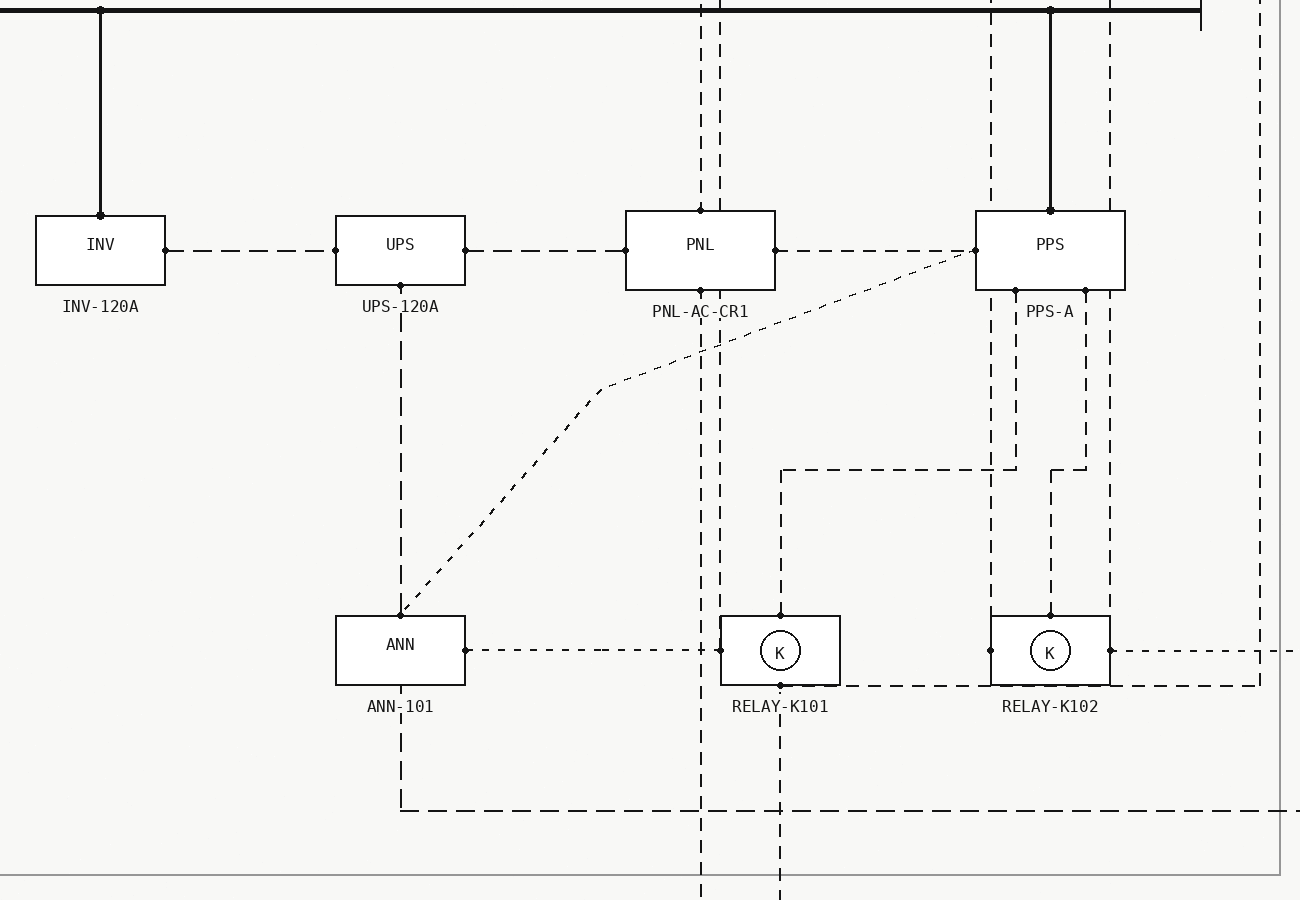 INV
UPS
PNL
PPS
INV-120A
UPS-120A
PNL-AC-CR1
PPS-A
ANN
K
K
ANN-101
RELAY-K101
RELAY-K102